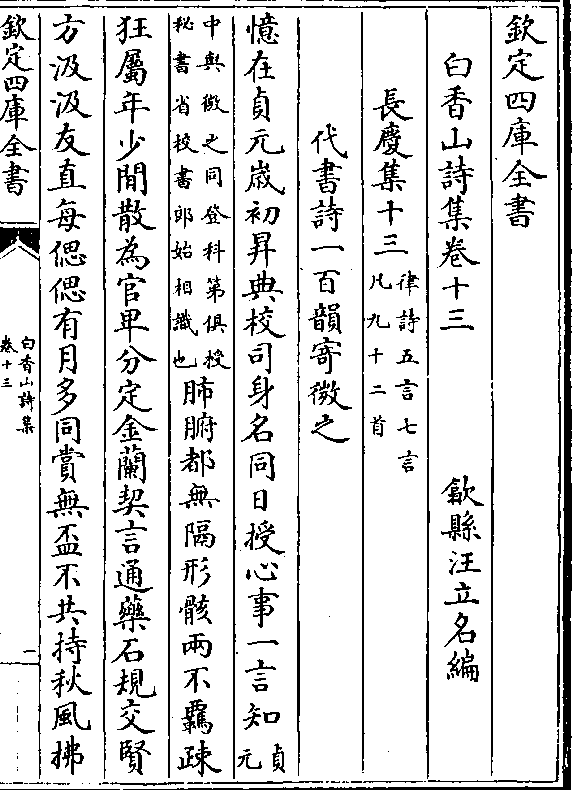 欽定四庫全書
白香山詩集卷十三
歙縣汪立名編
長慶集十三
律詩五言七言
凡九十二首
代書詩一百韻寄微之
憶在貞元嵗初昇典校司身名同日授心事一言知
貞元
中與微之同登科第俱授
秘書省校書郎始相識也
肺腑都無隔形骸兩不羈踈
狂屬年少閒散為官卑分定金蘭契言通藥石規交賢
方汲汲友直每偲偲有月多同賞無盃不共持秋風拂
欽定四庫全書
白香山詩集
卷十三
一